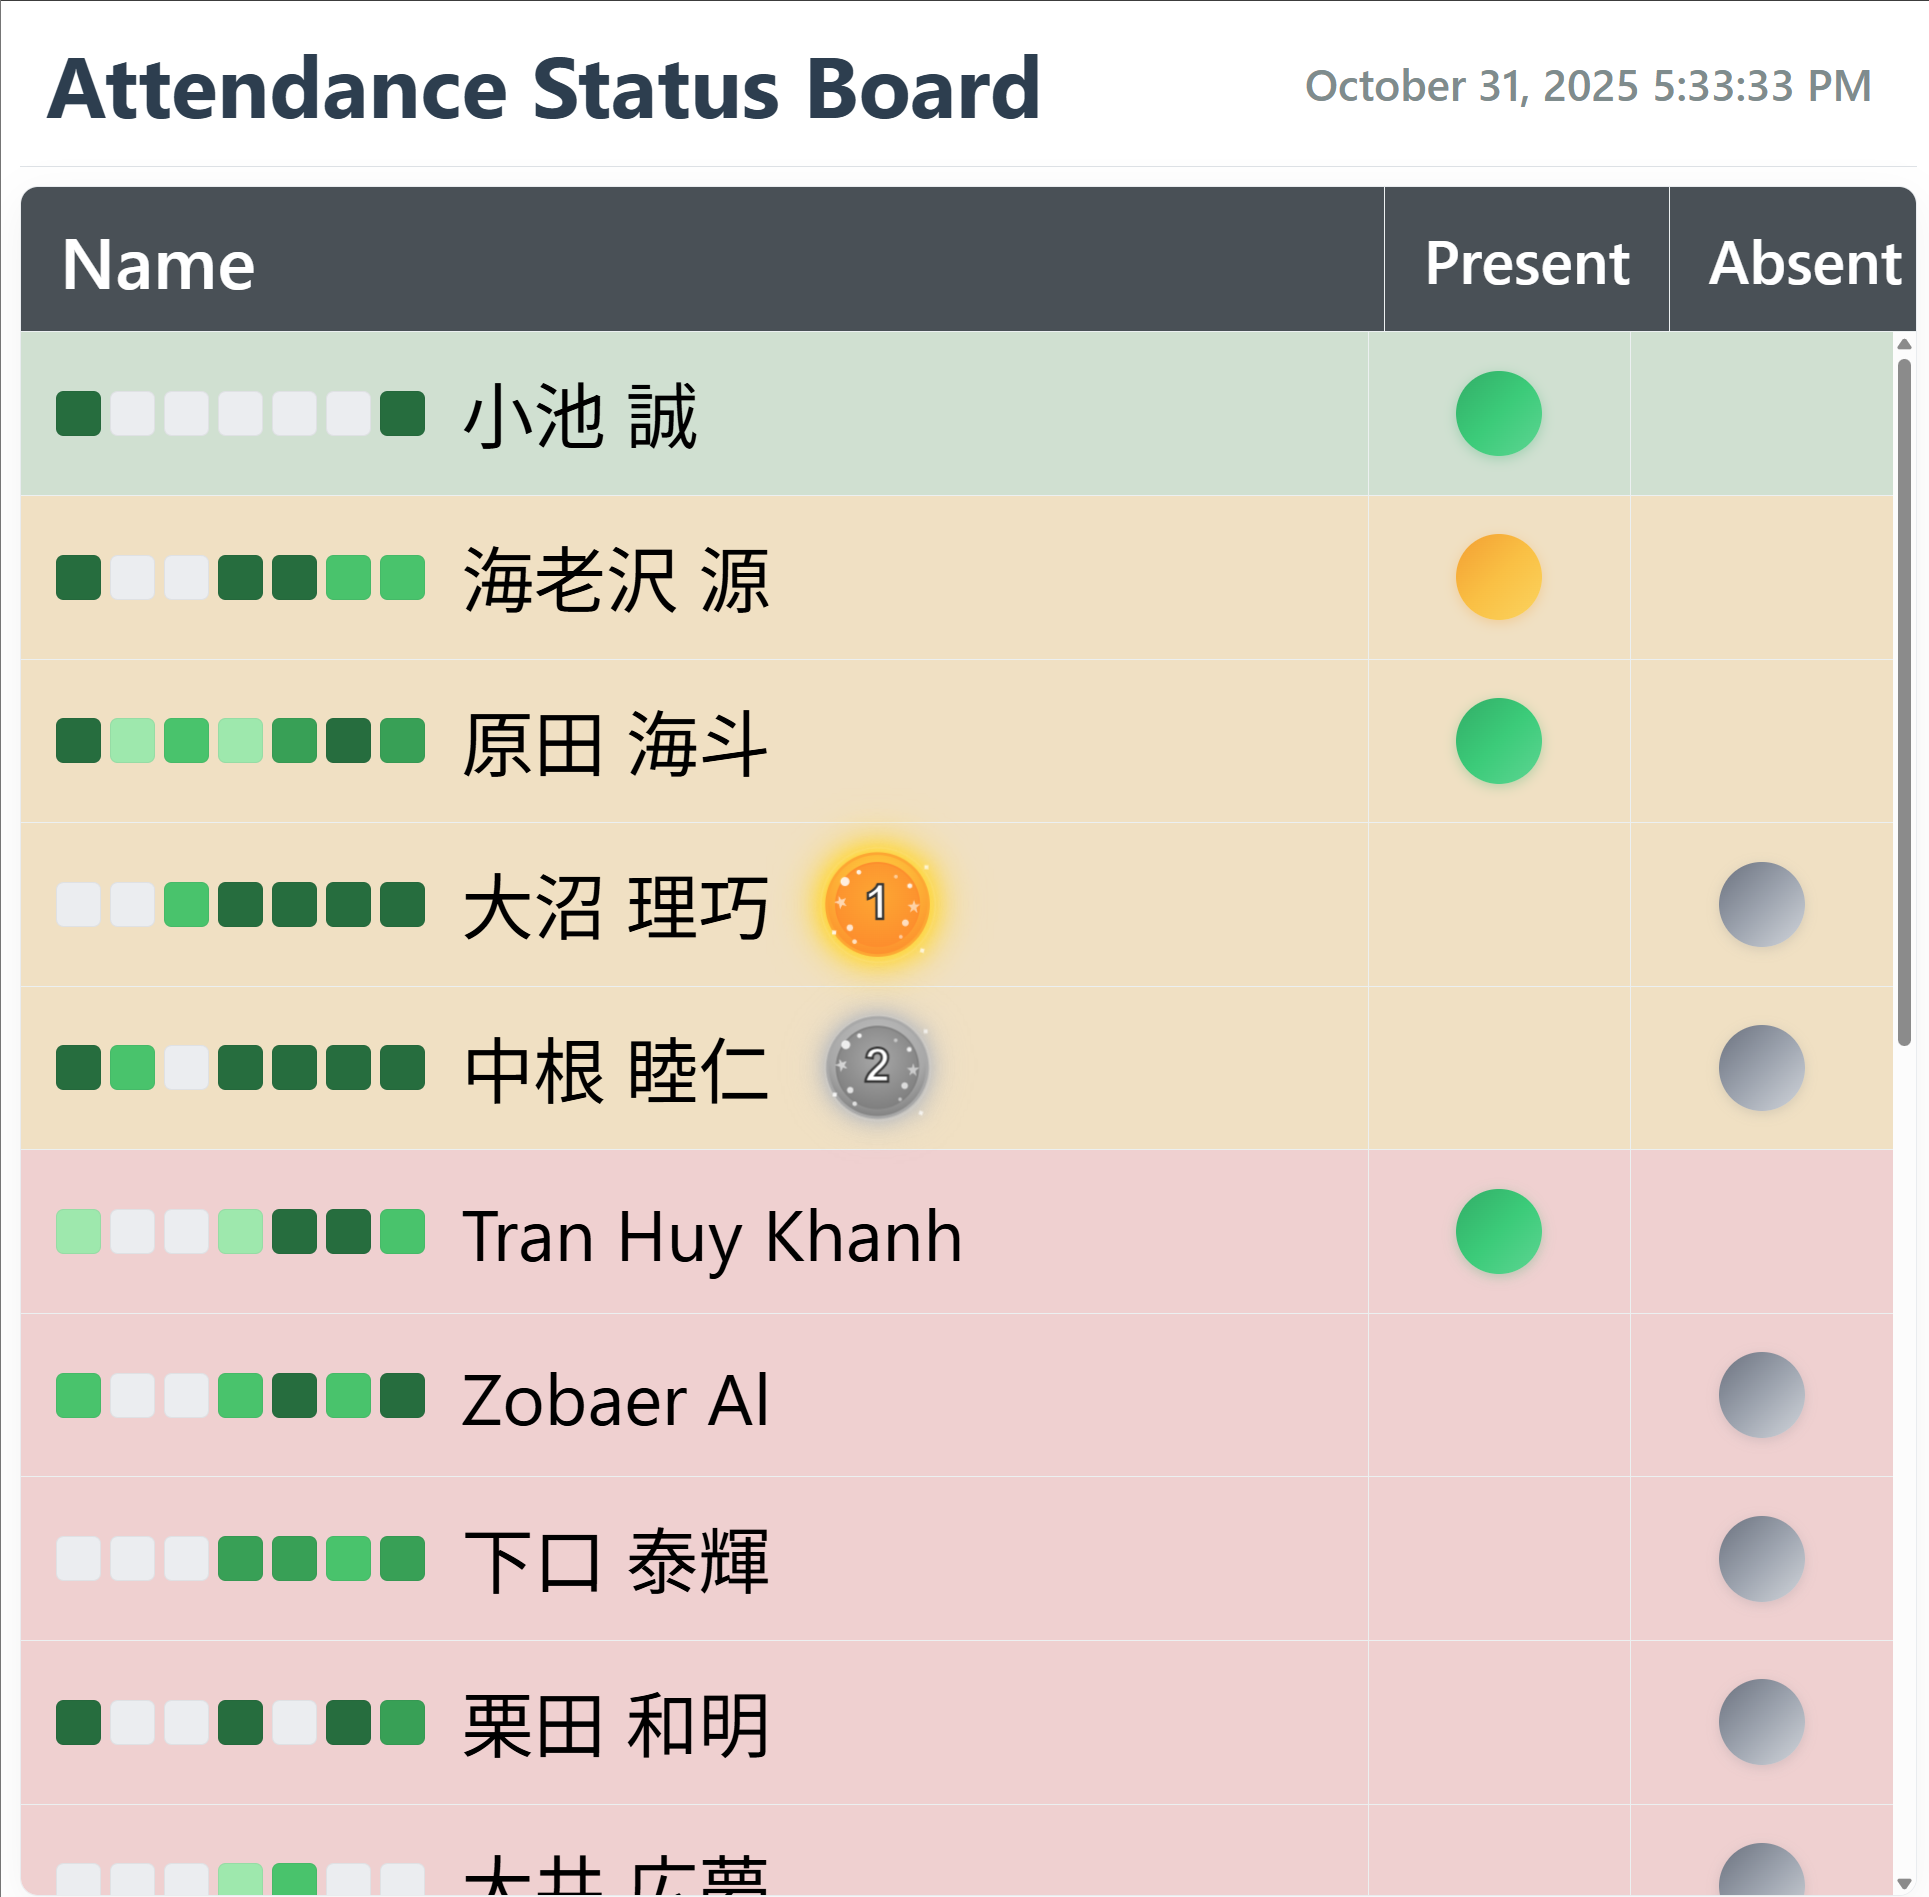 Attendance Status Board
October 31, 2025 5:33:33 PM
Name Present Absent
小池 誠
海老沢 源
原田 海斗
大沼 理巧 1
中根 睦仁 2
Tran Huy Khanh
Zobaer Al
下口 泰輝
栗田 和明